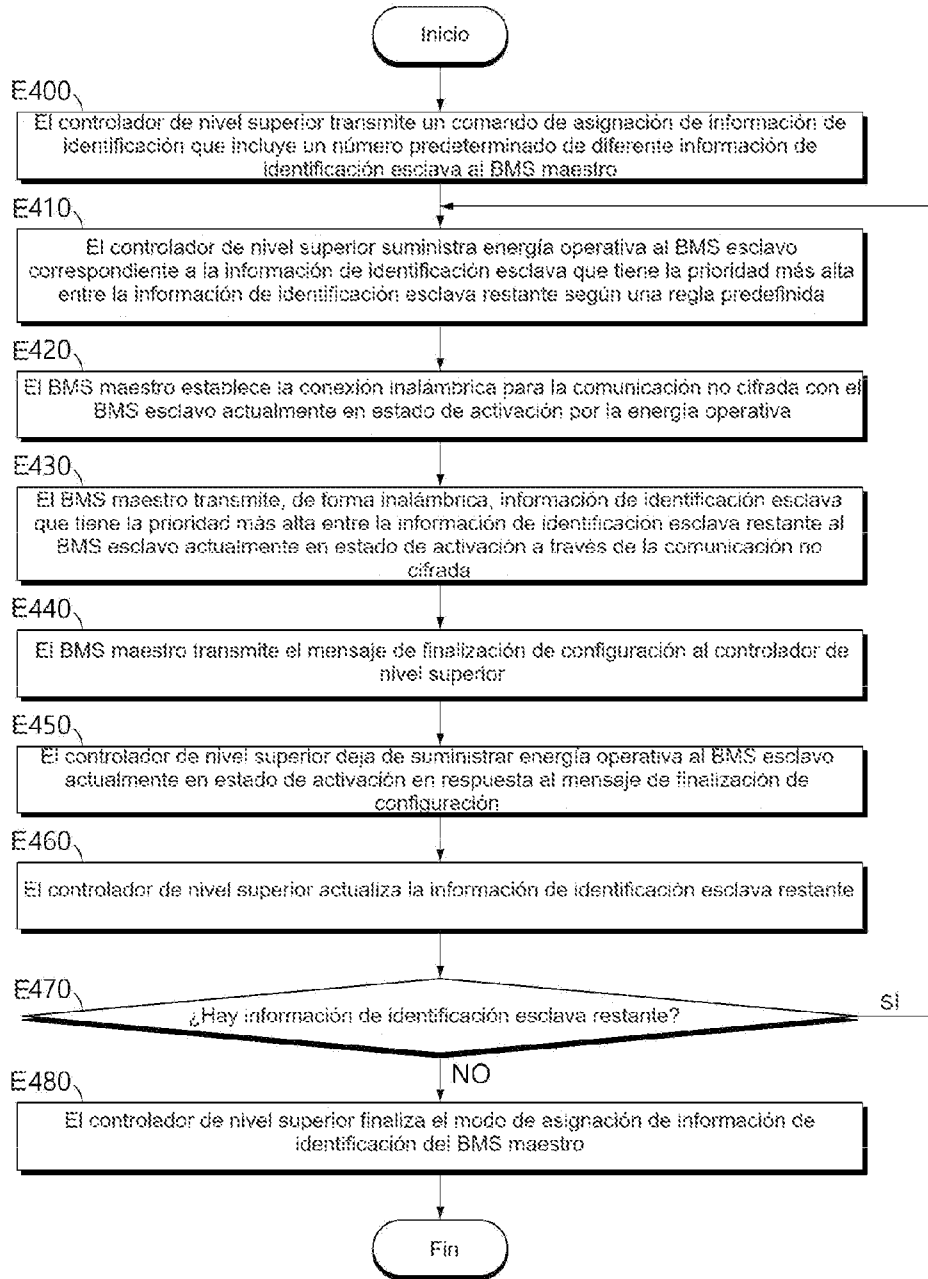 Inicio
E400
El controlador de nivel superior transmite un comando de asignación de información de
identificación que incluye un número predeterminado de diferente información de
identificación esclava al BMS maestro
E410
El controlador de nivel superior suministra energía operativa al BMS esclavo
correspondiente a la información de identificación esclava que tiene la prioridad más alta
entre la información de identificación esclava restante según una regla predefinida
E420
El BMS maestro establece la conexión inalámbrica para la comunicación no cifrada con el
BMS esclavo actualmente en estado de activación por la energía operativa
E430
El BMS maestro transmite, de forma inalámbrica, información de identificación esclava
que tiene la prioridad más alta entre la información de identificación esclava restante al
BMS esclavo actualmente en estado de activación a través de la comunicación no
cifrada
E440
El BMS maestro transmite el mensaje de finalización de configuración al controlador de
nivel superior
E450
El controlador de nivel superior deja de suministrar energía operativa al BMS esclavo
actualmente en estado de activación en respuesta al mensaje de finalización de
configuración
E460
El controlador de nivel superior actualiza la información de identificación esclava restante
E470
¿Hay información de identificación esclava restante?
SÍ
NO
E480
El controlador de nivel superior finaliza el modo de asignación de información de
identificación del BMS maestro
Fin